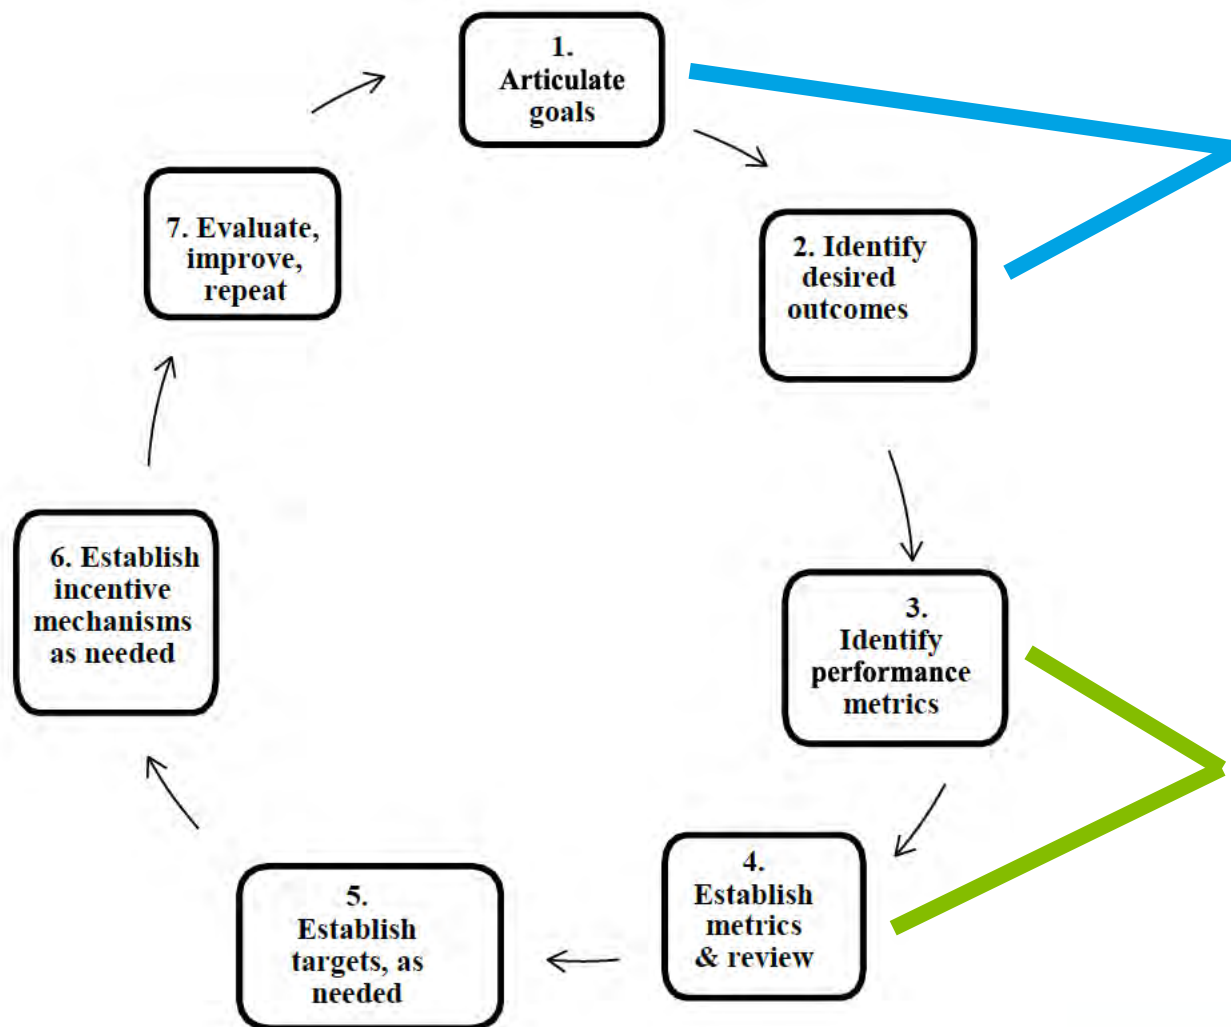 1.
Articulate
goals
2. Identify
desired
outcomes
3.
Identify
performance
metrics
4.
Establish
metrics
& review
5.
Establish
targets, as
needed
6. Establish
incentive
mechanisms
as needed
7. Evaluate,
improve,
repeat